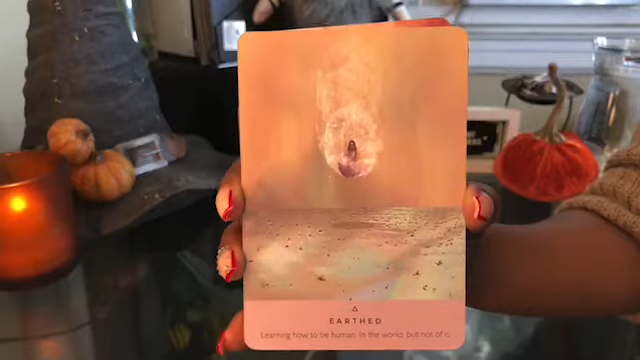 EARTHED
Learning how to be human. In the world, but not of it.